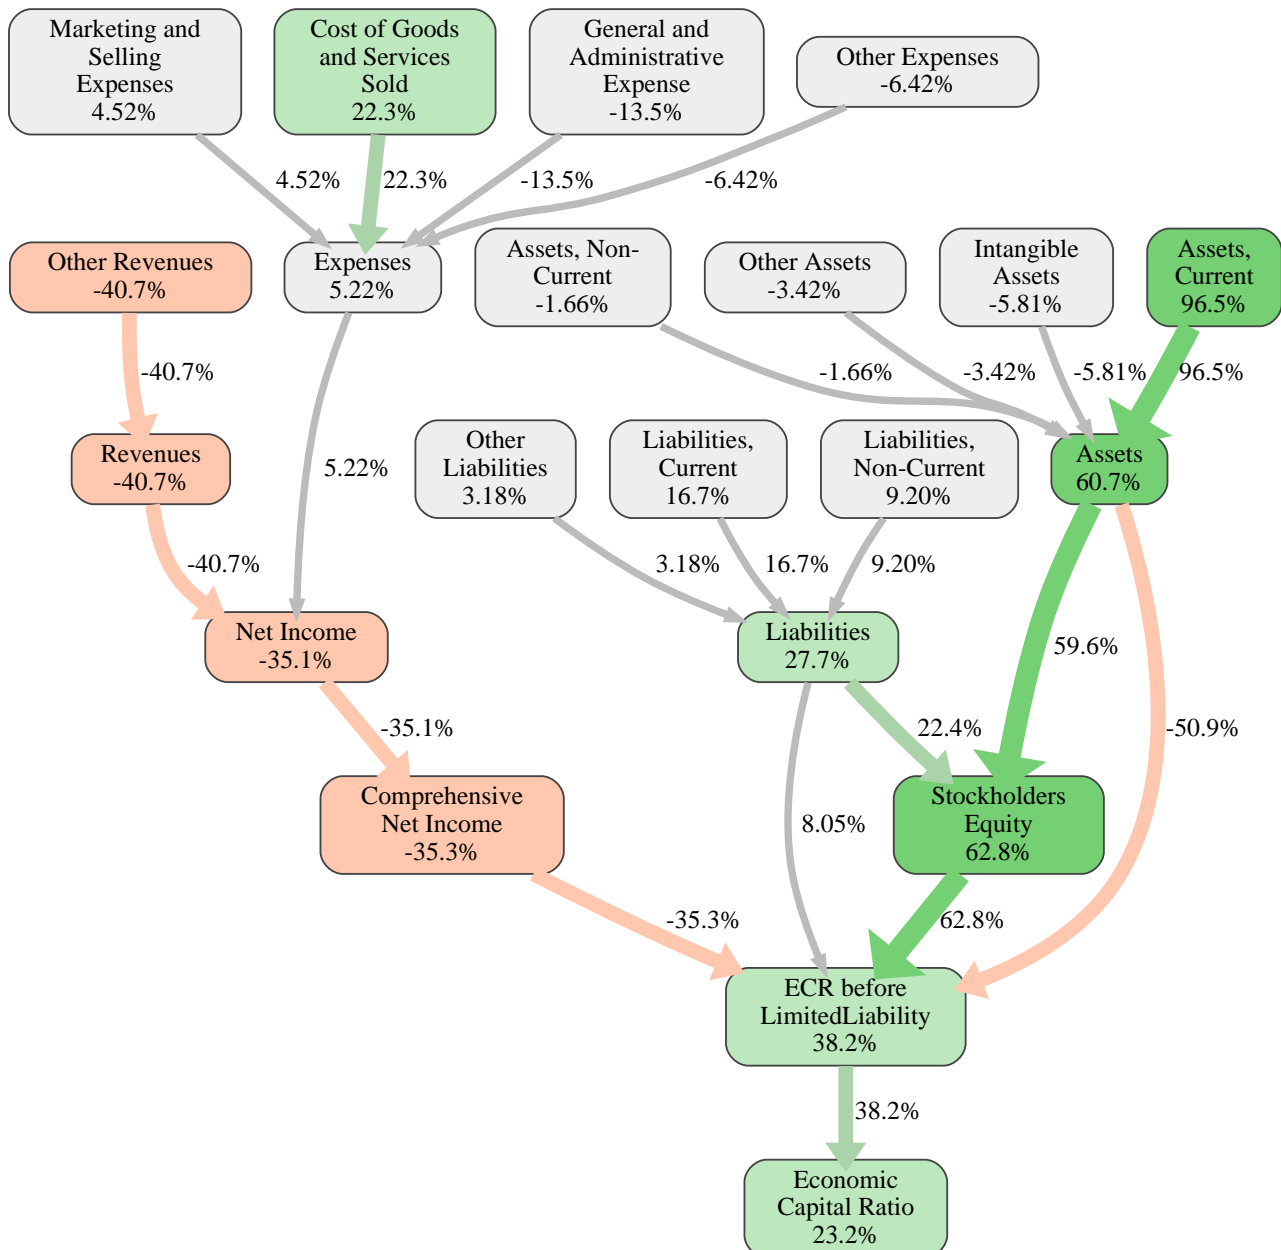 Marketing and
Selling
Expenses
4.52%
Cost of Goods
and Services
Sold
22.3%
General and
Administrative
Expense
-13.5%
Other Expenses
-6.42%
4.52%
22.3%
-13.5%
-6.42%
Other Revenues
-40.7%
Expenses
5.22%
Assets, Non-
Current
-1.66%
Other Assets
-3.42%
Intangible
Assets
-5.81%
Assets,
Current
96.5%
-40.7%
-1.66%
-3.42%
-5.81%
96.5%
Revenues
-40.7%
5.22%
Other
Liabilities
3.18%
Liabilities,
Current
16.7%
Liabilities,
Non-Current
9.20%
Assets
60.7%
-40.7%
3.18%
16.7%
9.20%
Net Income
-35.1%
Liabilities
27.7%
59.6%
-35.1%
22.4%
-50.9%
Comprehensive
Net Income
-35.3%
8.05%
Stockholders
Equity
62.8%
-35.3%
62.8%
ECR before
LimitedLiability
38.2%
38.2%
Economic
Capital Ratio
23.2%